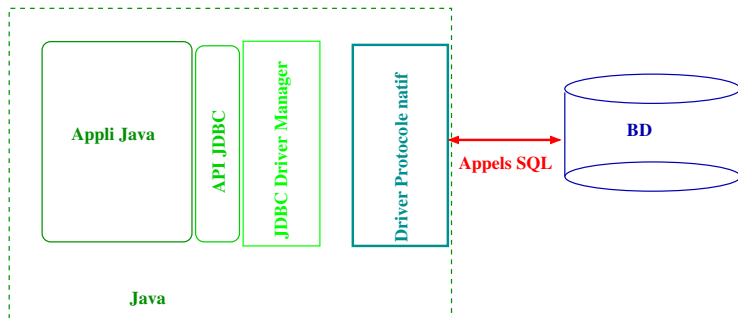 Appli Java
API JDBC
JDBC Driver Manager
Driver Protocole natif
Appels SQL
BD
Java